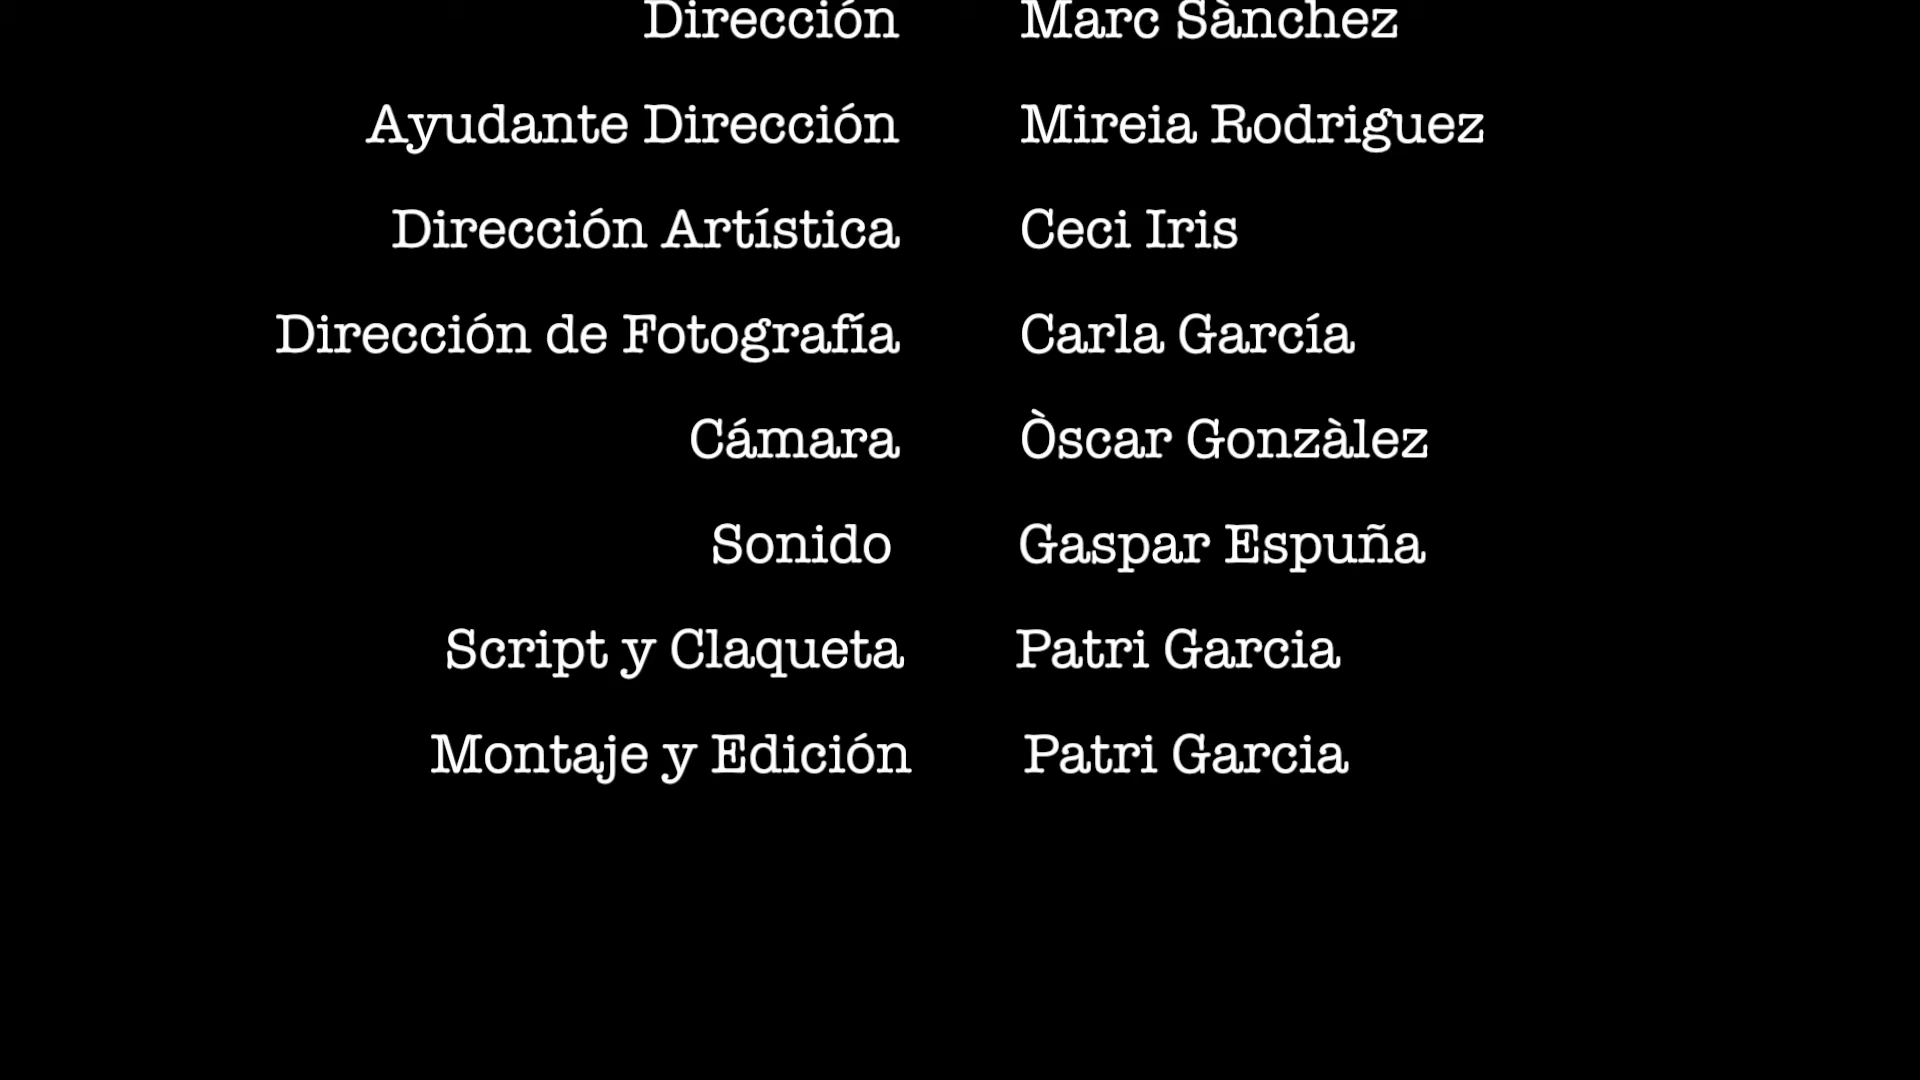 Dirección Marc Sànchez
Ayudante Dirección Mireia Rodriguez
Dirección Artística Ceci Iris
Dirección de Fotografía Carla García
Cámara Òscar Gonzàlez
Sonido Gaspar Espuña
Script y Claqueta Patri Garcia
Montaje y Edición Patri Garcia